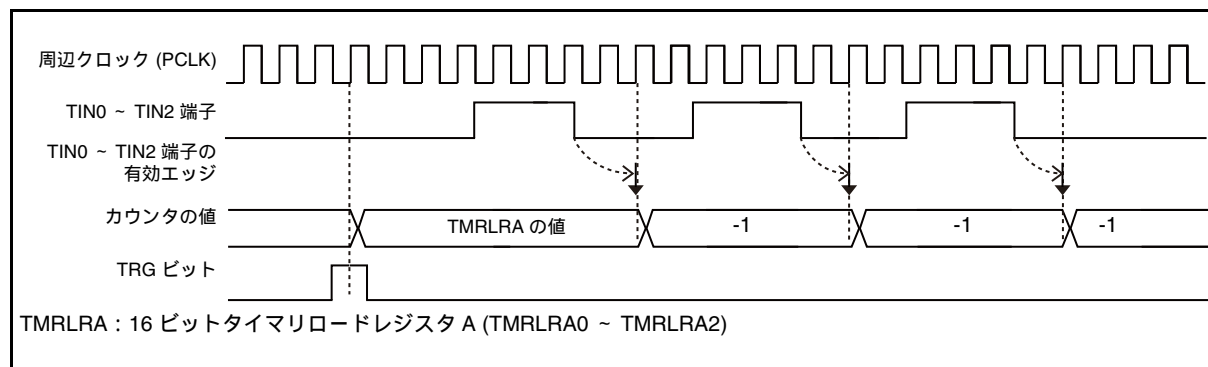 周辺クロック (PCLK)
TIN0 ~ TIN2 端子
TIN0 ~ TIN2 端子の
有効エッジ
カウンタの値
TMRLRA の値
-1
-1
-1
TRG ビット
TMRLRA : 16 ビットタイマリロードレジスタ A (TMRLRA0 ~ TMRLRA2)